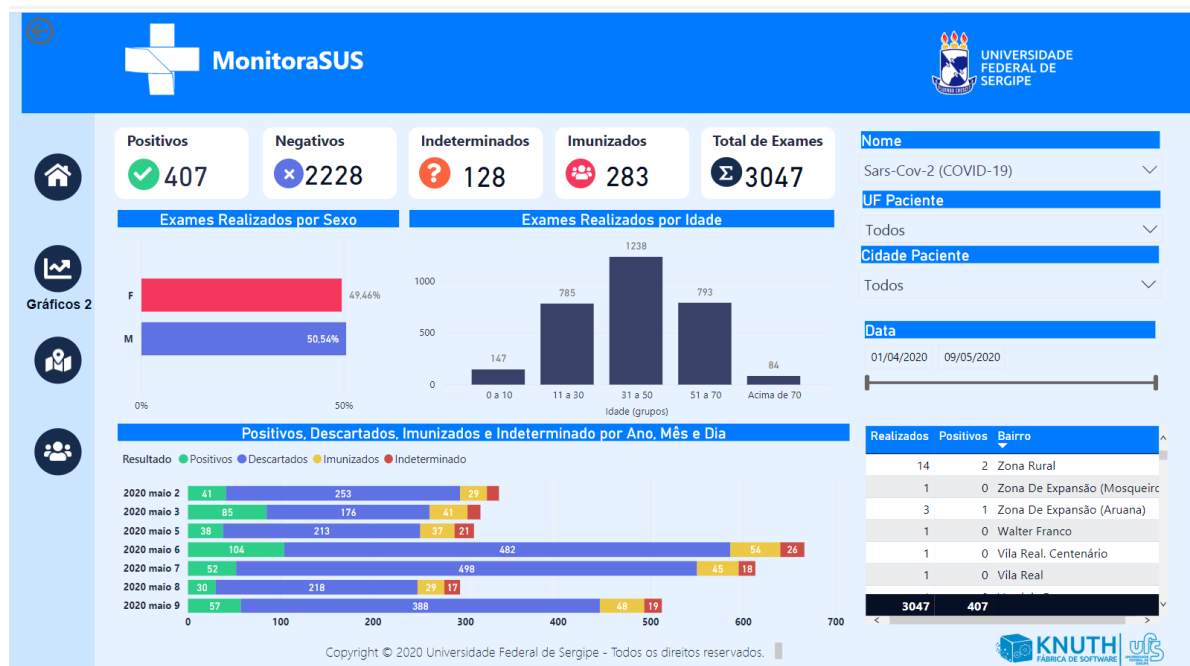 MonitoraSUS
UNIVERSIDADE
FEDERAL DE
SERGIPE
Positivos
407
Negativos
2228
Indeterminados
128
Imunizados
283
Total de Exames
3047
Nome
Sars-Cov-2 (COVID-19)
UF Paciente
Todos
Cidade Paciente
Todos
Data
01/04/2020 09/05/2020
Gráficos 2
Exames Realizados por Sexo
F 49,46%
M 50,54%
0% 50%
Exames Realizados por Idade
1000
500
0
147
785
1238
793
84
0 a 10 11 a 30 31 a 50 51 a 70 Acima de 70
Idade (grupos)
Positivos, Descartados, Imunizados e Indeterminado por Ano, Mês e Dia
Resultado Positivos Descartados Imunizados Indeterminado
2020 maio 2 41 253 29
2020 maio 3 85 176 41
2020 maio 5 38 213 37 21
2020 maio 6 104 482 54 26
2020 maio 7 52 498 45 18
2020 maio 8 30 218 29 17
2020 maio 9 57 388 48 19
0 100 200 300 400 500 600 700
Realizados Positivos Bairro
14 2 Zona Rural
1 0 Zona De Expansão (Mosqueiro
3 1 Zona De Expansão (Aruana)
1 0 Walter Franco
1 0 Vila Real. Centenário
1 0 Vila Real
3047 407
Copyright © 2020 Universidade Federal de Sergipe - Todos os direitos reservados.
KNUTH
FÁBRICA DE SOFTWARE
ufs